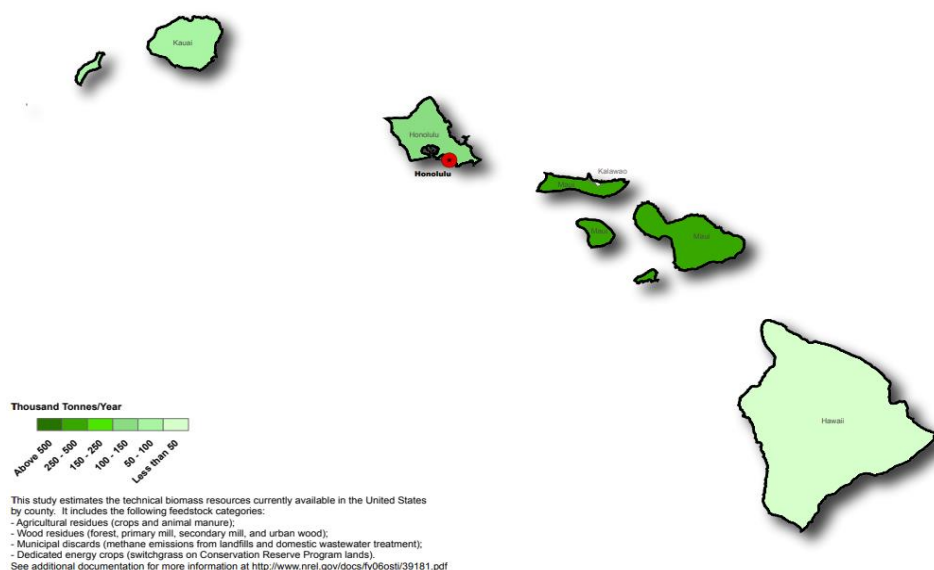 Kauai
Honolulu
Honolulu
Kalawao
Maui
Maui
Maui
Hawaii
Thousand Tonnes/Year
Above 500
250 - 500
150 - 250
100 - 150
50 - 100
Less than 50
This study estimates the technical biomass resources currently available in the United States
by county. It includes the following feedstock categories:
- Agricultural residues (crops and animal manure);
- Wood residues (forest, primary mill, secondary mill, and urban wood);
- Municipal discards (methane emissions from landfills and domestic wastewater treatment);
- Dedicated energy crops (switchgrass on Conservation Reserve Program lands).
See additional documentation for more information at http://www.nrel.gov/docs/fy06osti/39181.pdf